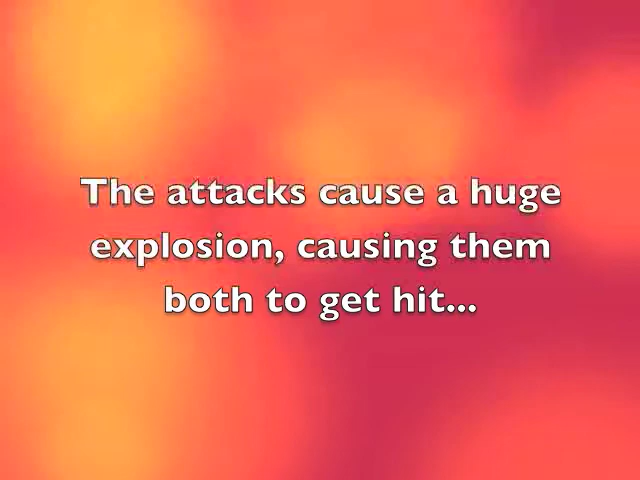 The attacks cause a huge
explosion, causing them
both to get hit...